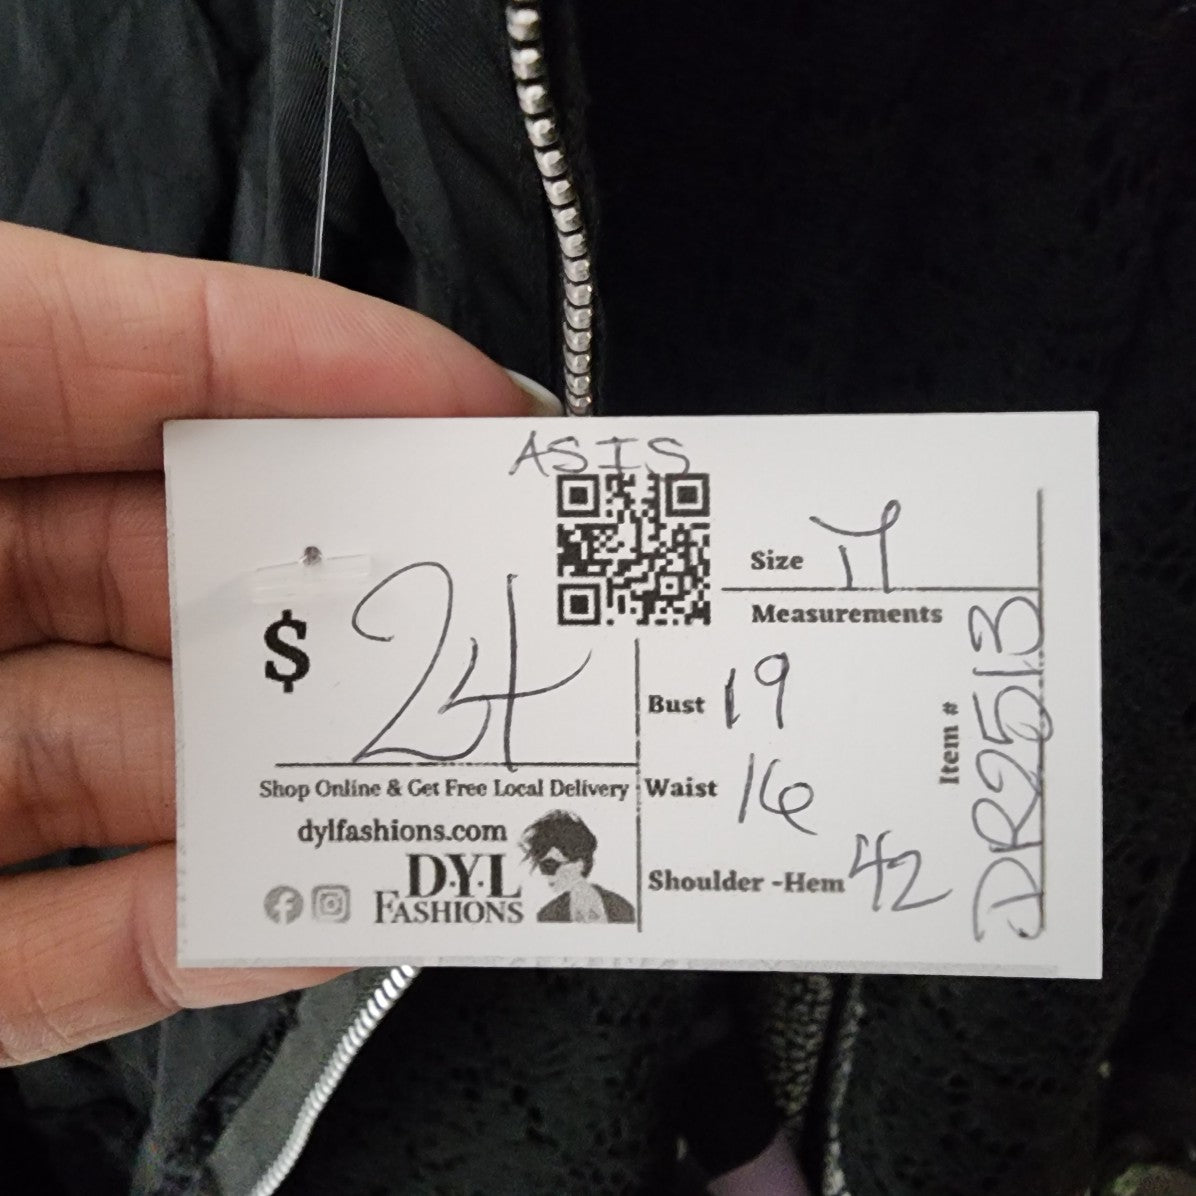 AS IS
Size M
Measurements
$ 24
Bust 19
Waist 16
Shoulder -Hem 42
Item # DR2513
Shop Online & Get Free Local Delivery
dylfashions.com
D·Y·L
FASHIONS